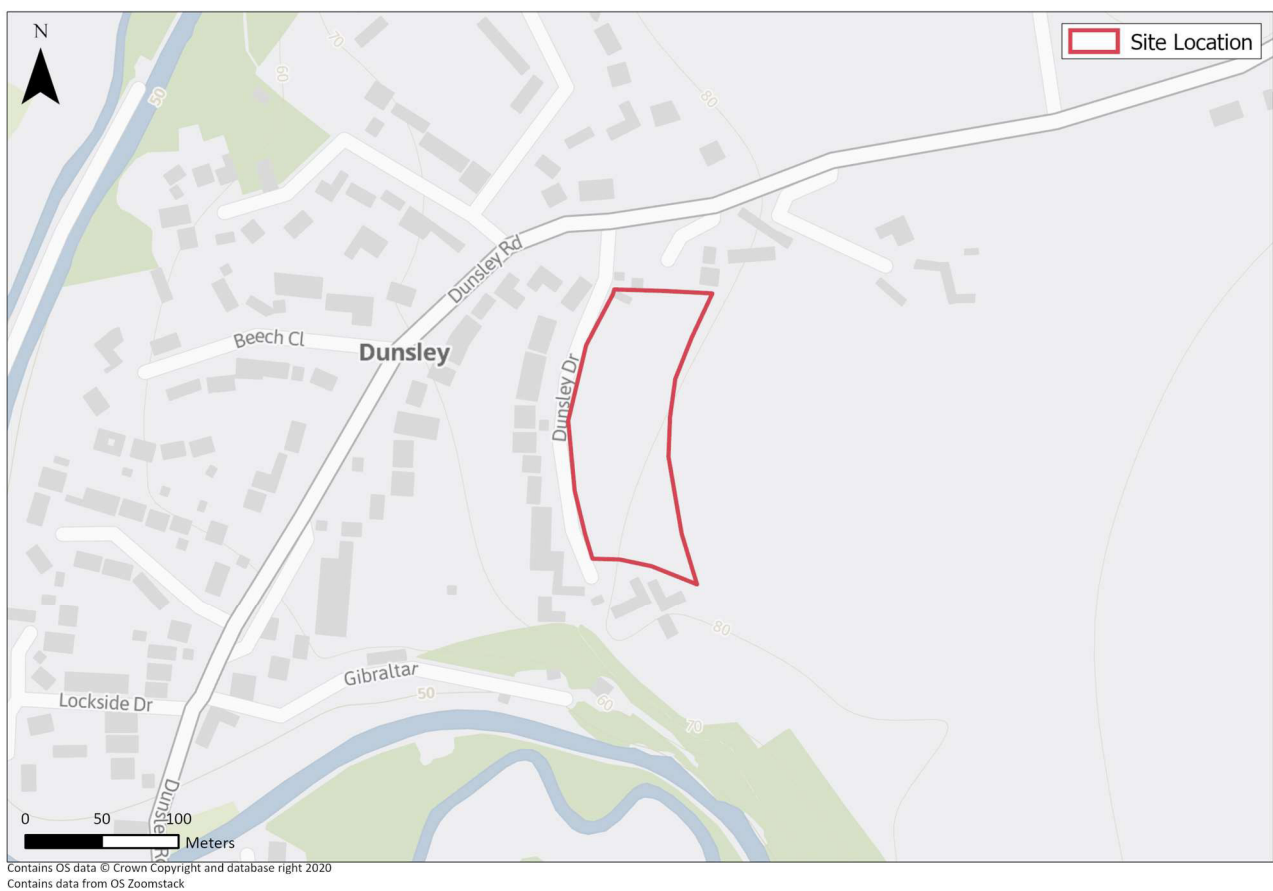 N
Site Location
50
60
70
80
Dunsley Rd
Beech Cl
Dunsley
Dunsley Dr
80
Gibraltar
50
60
70
Lockside Dr
Dunsley Rd
0 50 100
Meters
Contains OS data © Crown Copyright and database right 2020
Contains data from OS Zoomstack